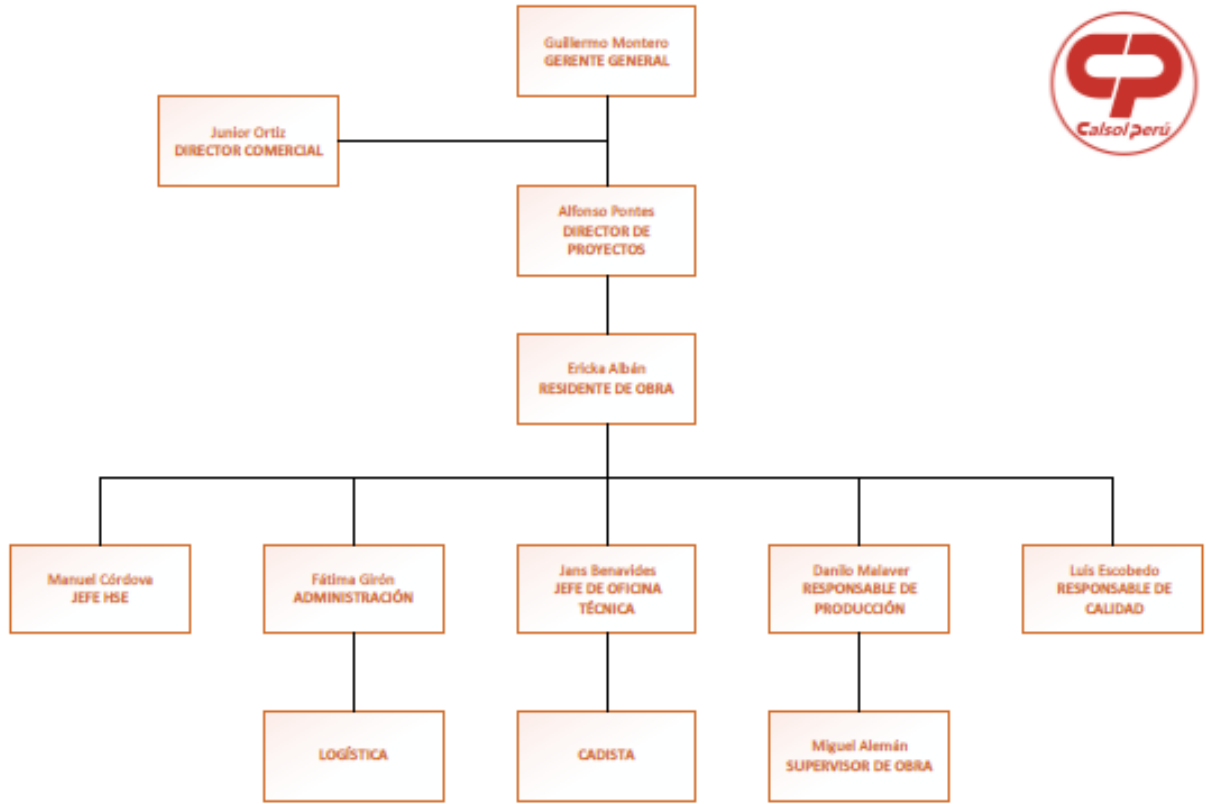 Guillermo Montero
GERENTE GENERAL
Calsol Perú
Junior Ortiz
DIRECTOR COMERCIAL
Alfonso Pontes
DIRECTOR DE
PROYECTOS
Ericka Albán
RESIDENTE DE OBRA
Manuel Córdova
JEFE HSE
Fátima Girón
ADMINISTRACIÓN
Jans Benavides
JEFE DE OFICINA
TÉCNICA
Danilo Malaver
RESPONSABLE DE
PRODUCCIÓN
Luis Escobedo
RESPONSABLE DE
CALIDAD
LOGÍSTICA
CADISTA
Miguel Alemán
SUPERVISOR DE OBRA